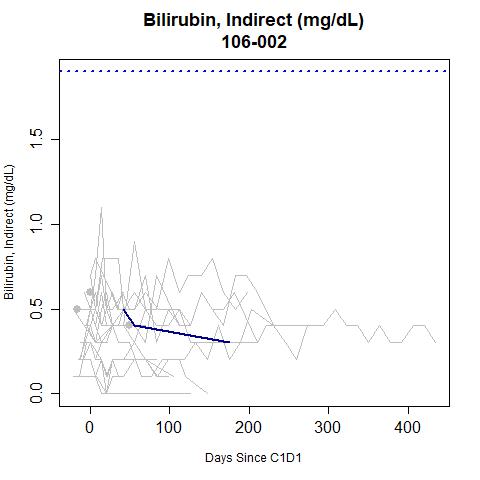 Bilirubin, Indirect (mg/dL)
106-002
Bilirubin, Indirect (mg/dL)
1.5
1.0
0.5
0.0
0 100 200 300 400
Days Since C1D1